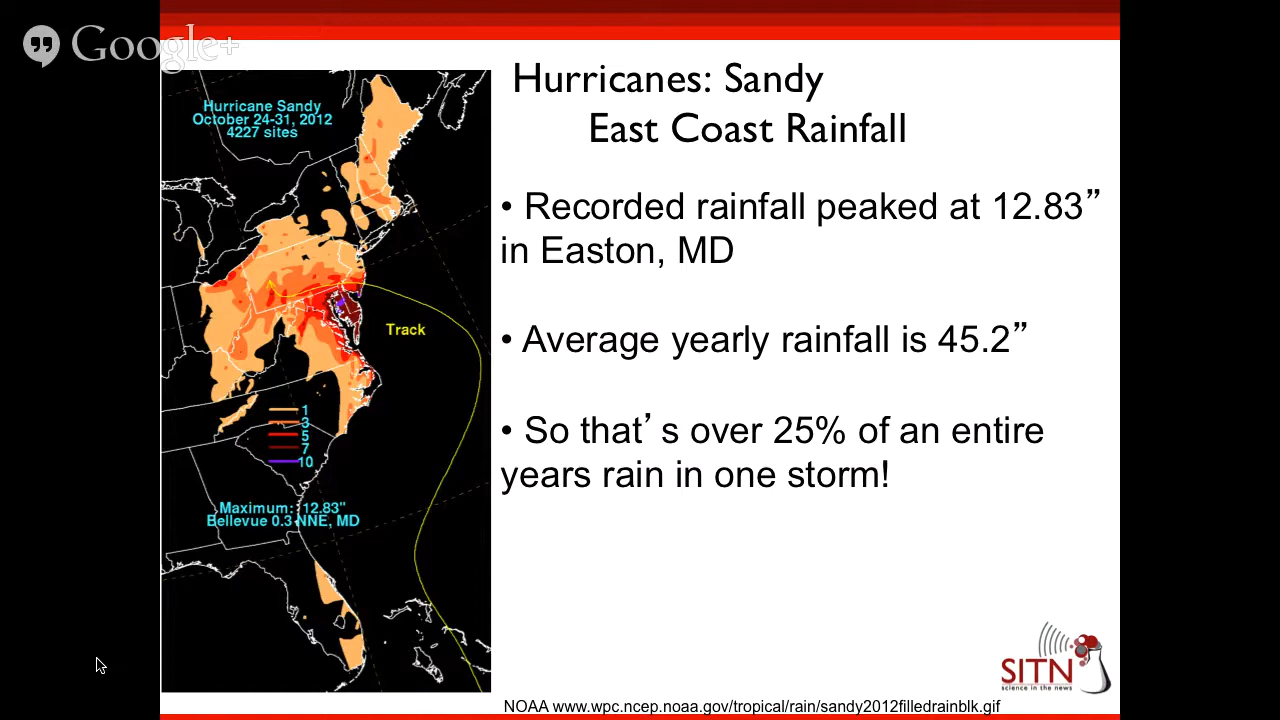 Google+
Hurricanes: Sandy
East Coast Rainfall
Hurricane Sandy
October 24-31, 2012
4227 sites
• Recorded rainfall peaked at 12.83”
in Easton, MD
Track
• Average yearly rainfall is 45.2”
1
3
5
7
10
• So that’s over 25% of an entire
years rain in one storm!
Maximum: 12.83"
Bellevue 0.3 NNE, MD
SITN
science in the news
NOAA www.wpc.ncep.noaa.gov/tropical/rain/sandy2012filledrainblk.gif